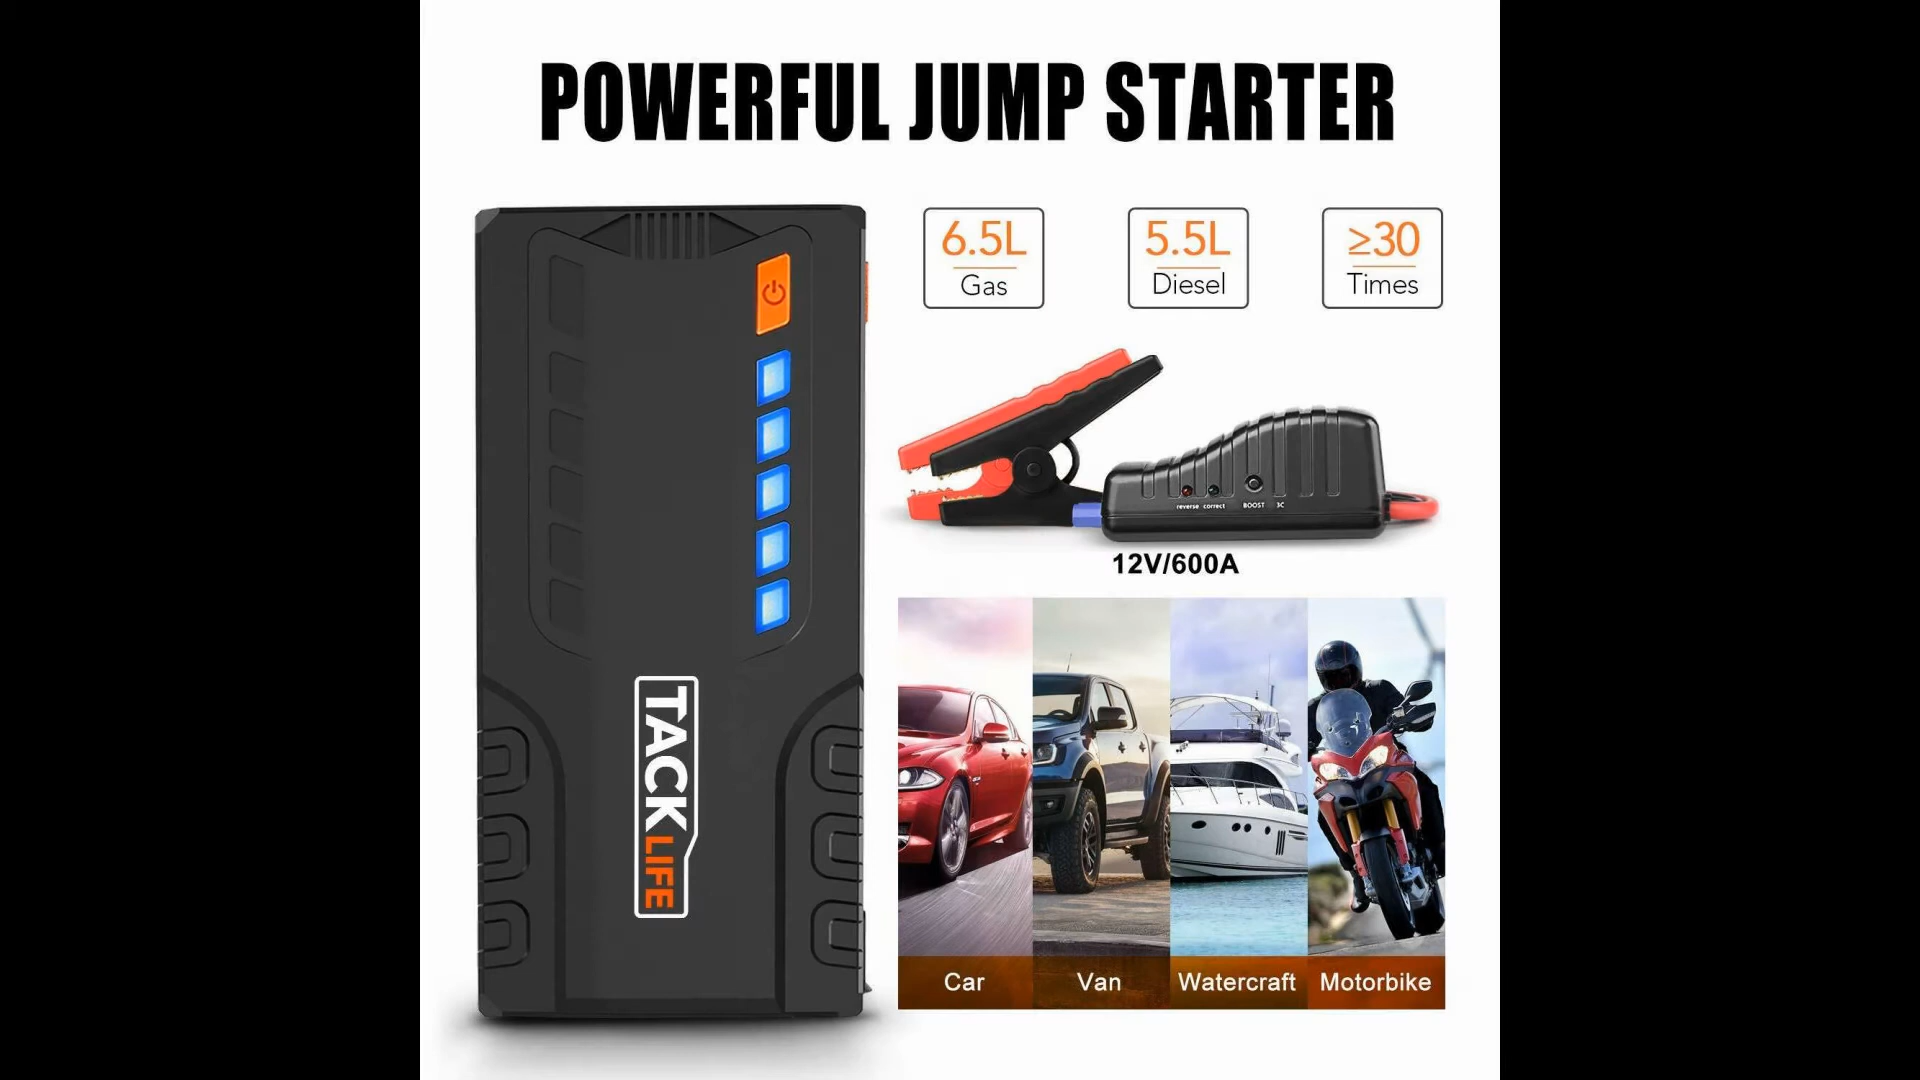 POWERFUL JUMP STARTER
6.5L
Gas
5.5L
Diesel
≥30
Times
reverse correct BOOST 3C
12V/600A
TACKLIFE
Car
Van
Watercraft
Motorbike